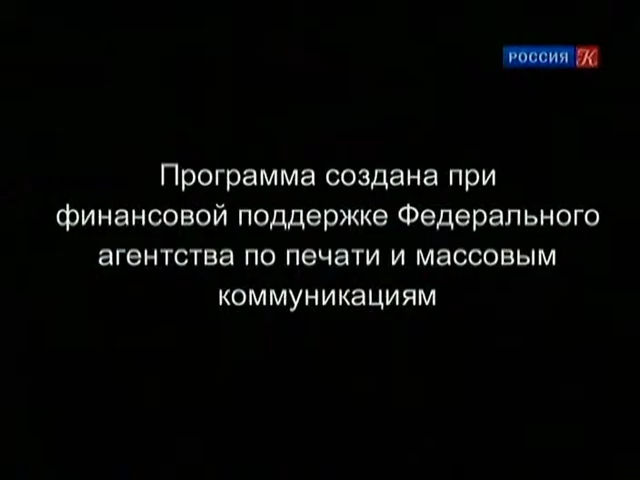 РОССИЯ К
Программа создана при
финансовой поддержке Федерального
агентства по печати и массовым
коммуникациям